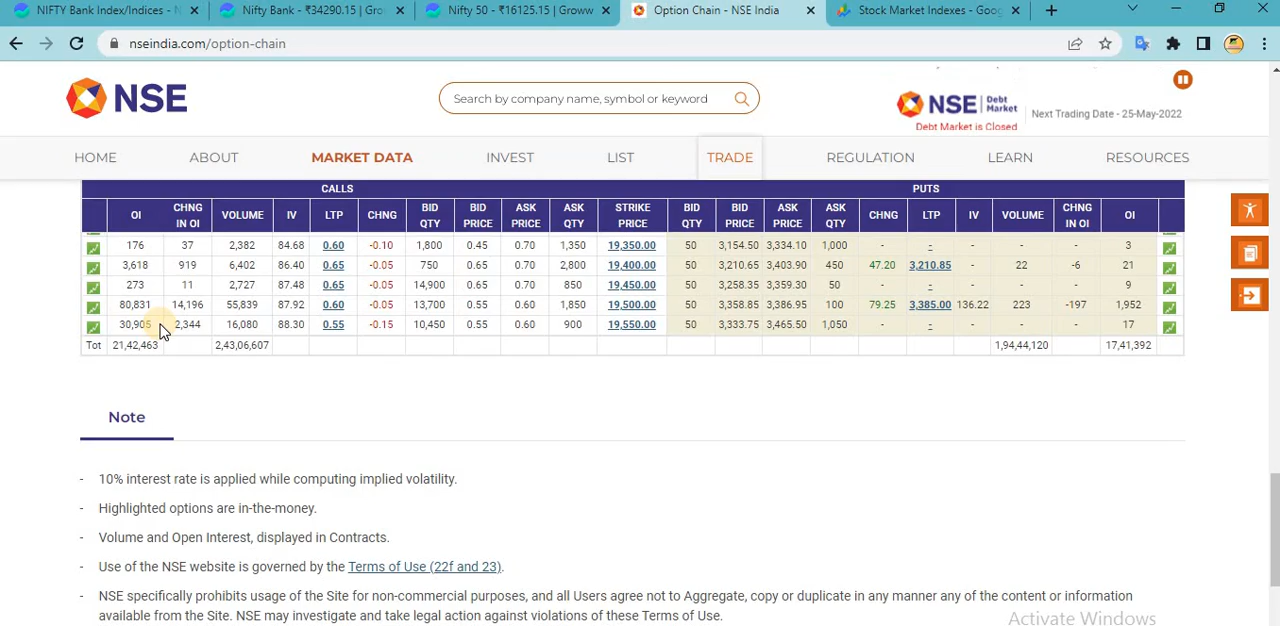 NIFTY Bank Index/Indices - N
Nifty Bank - ₹34290.15 | Gro
Nifty 50 - ₹16125.15 | Groww
Option Chain - NSE India
Stock Market Indexes - Goog
nseindia.com/option-chain
NSE
Search by company name, symbol or keyword
NSE Debt Market
Debt Market is Closed
Next Trading Date - 25-May-2022
HOME ABOUT MARKET DATA INVEST LIST TRADE REGULATION LEARN RESOURCES
CALLS PUTS
OI CHNG IN OI VOLUME IV LTP CHNG BID QTY BID PRICE ASK PRICE ASK QTY STRIKE PRICE BID QTY BID PRICE ASK PRICE ASK QTY CHNG LTP IV VOLUME CHNG IN OI OI
176 37 2,382 84.68 0.60 -0.10 1,800 0.45 0.70 1,350 19,350.00 50 3,154.50 3,334.10 1,000 - - - - - 3
3,618 919 6,402 86.40 0.65 -0.05 750 0.65 0.70 2,800 19,400.00 50 3,210.65 3,403.90 450 47.20 3,210.85 - 22 -6 21
273 11 2,727 87.48 0.65 -0.05 14,900 0.65 0.70 850 19,450.00 50 3,258.35 3,359.30 50 - - - - - 9
80,831 14,196 55,839 87.92 0.60 -0.05 13,700 0.55 0.60 1,850 19,500.00 50 3,358.85 3,386.95 100 79.25 3,385.00 136.22 223 -197 1,952
30,905 2,344 16,080 88.30 0.55 -0.15 10,450 0.55 0.60 900 19,550.00 50 3,333.75 3,465.50 1,050 - - - - - 17
Tot 21,42,463 2,43,06,607 1,94,44,120 17,41,392
Note
- 10% interest rate is applied while computing implied volatility.
- Highlighted options are in-the-money.
- Volume and Open Interest, displayed in Contracts.
- Use of the NSE website is governed by the Terms of Use (22f and 23).
- NSE specifically prohibits usage of the Site for non-commercial purposes, and all Users agree not to Aggregate, copy or duplicate in any manner any of the content or information
available from the Site. NSE may investigate and take legal action against violations of these Terms of Use.
Activate Windows